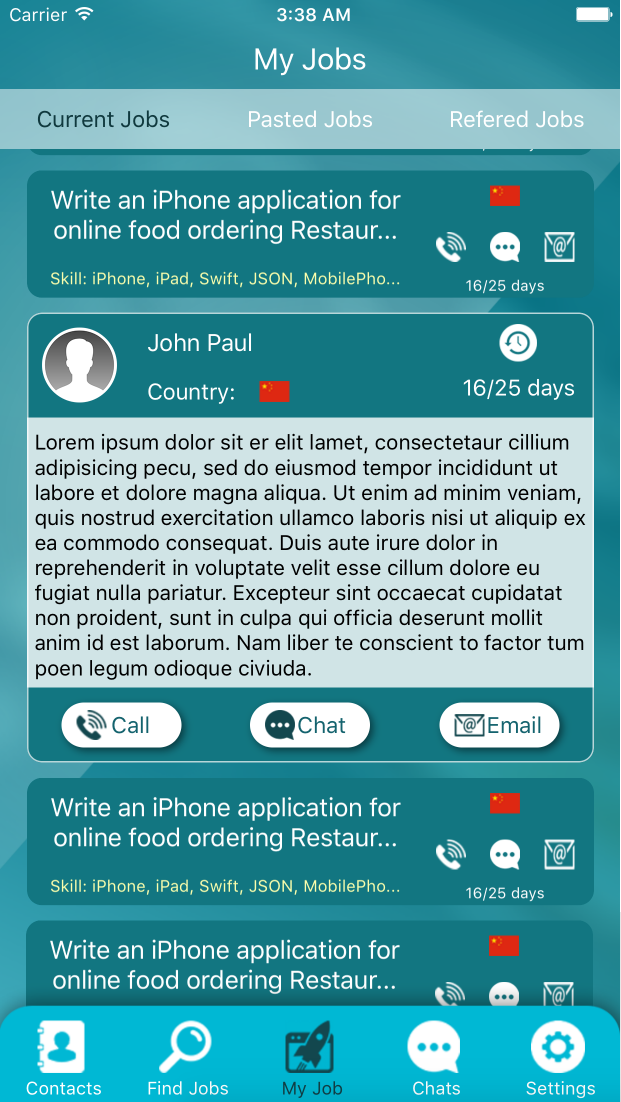 Carrier 3:38 AM
My Jobs
Current Jobs Pasted Jobs Refered Jobs
Write an iPhone application for
online food ordering Restaur...
Skill: iPhone, iPad, Swift, JSON, MobilePho...
16/25 days
John Paul
Country:
16/25 days
Lorem ipsum dolor sit er elit lamet, consectetaur cillium
adipisicing pecu, sed do eiusmod tempor incididunt ut
labore et dolore magna aliqua. Ut enim ad minim veniam,
quis nostrud exercitation ullamco laboris nisi ut aliquip ex
ea commodo consequat. Duis aute irure dolor in
reprehenderit in voluptate velit esse cillum dolore eu
fugiat nulla pariatur. Excepteur sint occaecat cupidatat
non proident, sunt in culpa qui officia deserunt mollit
anim id est laborum. Nam liber te conscient to factor tum
poen legum odioque civiuda.
Call Chat Email
Write an iPhone application for
online food ordering Restaur...
Skill: iPhone, iPad, Swift, JSON, MobilePho...
16/25 days
Write an iPhone application for
online food ordering Restaur...
Contacts Find Jobs My Job Chats Settings